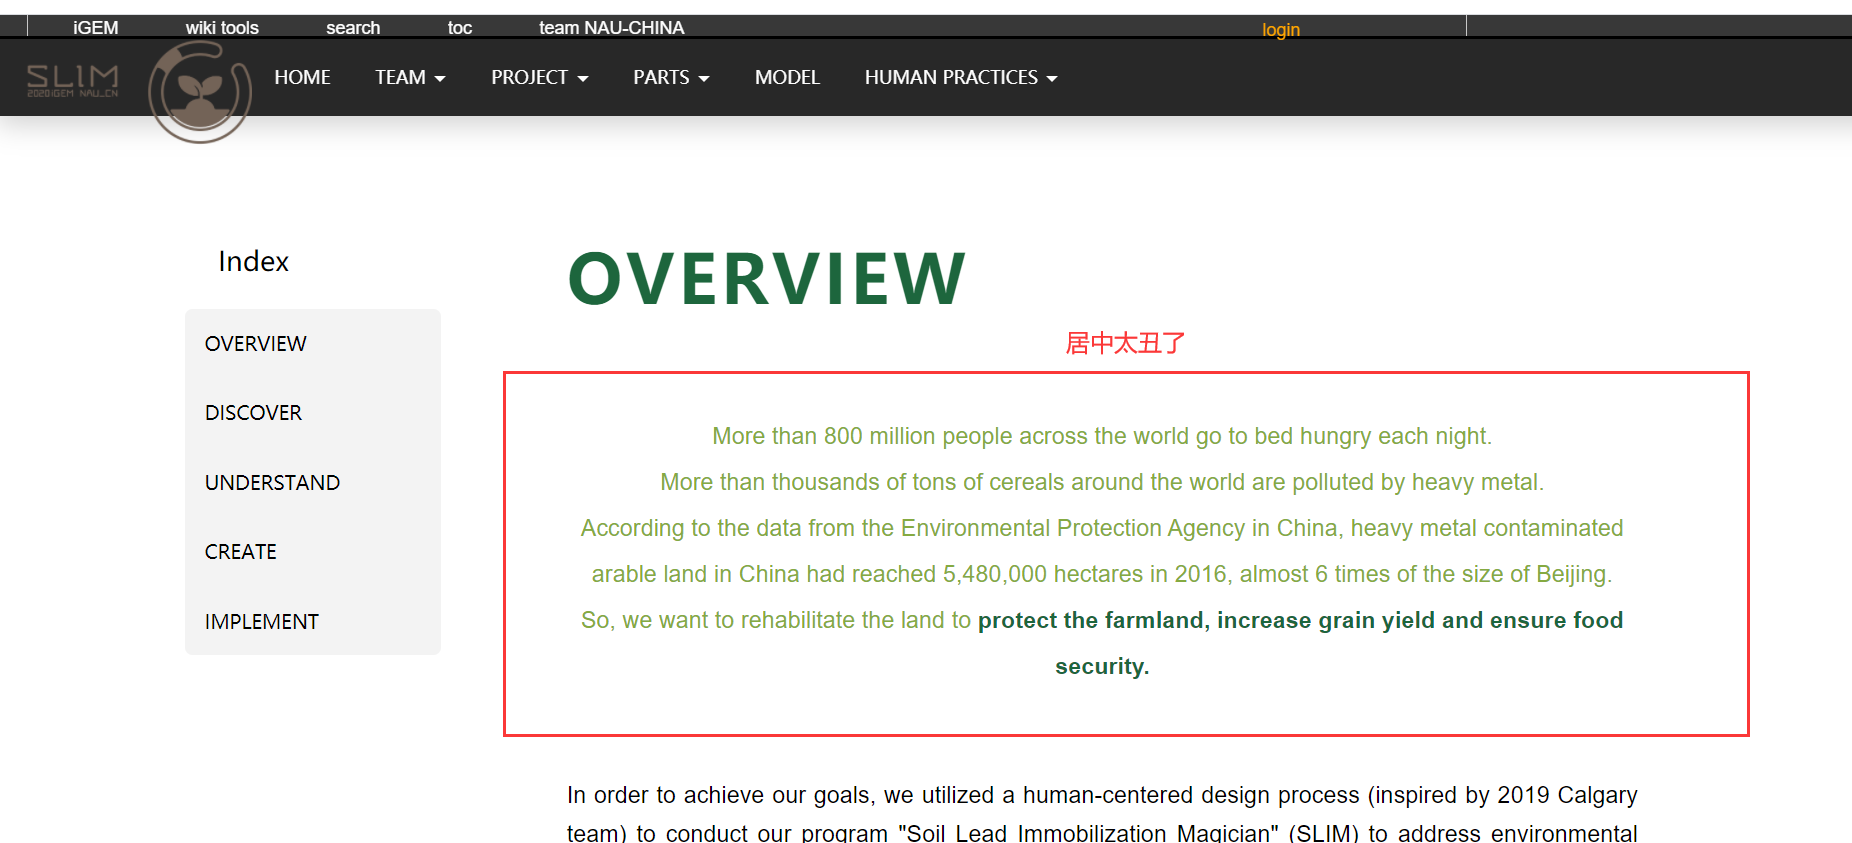 iGEM wiki tools search toc team NAU-CHINA login
SLIM
2020iGEM NAU_CN
HOME TEAM PROJECT PARTS MODEL HUMAN PRACTICES
Index
OVERVIEW
DISCOVER
UNDERSTAND
CREATE
IMPLEMENT
OVERVIEW
居中太丑了
More than 800 million people across the world go to bed hungry each night.
More than thousands of tons of cereals around the world are polluted by heavy metal.
According to the data from the Environmental Protection Agency in China, heavy metal contaminated
arable land in China had reached 5,480,000 hectares in 2016, almost 6 times of the size of Beijing.
So, we want to rehabilitate the land to protect the farmland, increase grain yield and ensure food
security.
In order to achieve our goals, we utilized a human-centered design process (inspired by 2019 Calgary
team) to conduct our program "Soil Lead Immobilization Magician" (SLIM) to address environmental